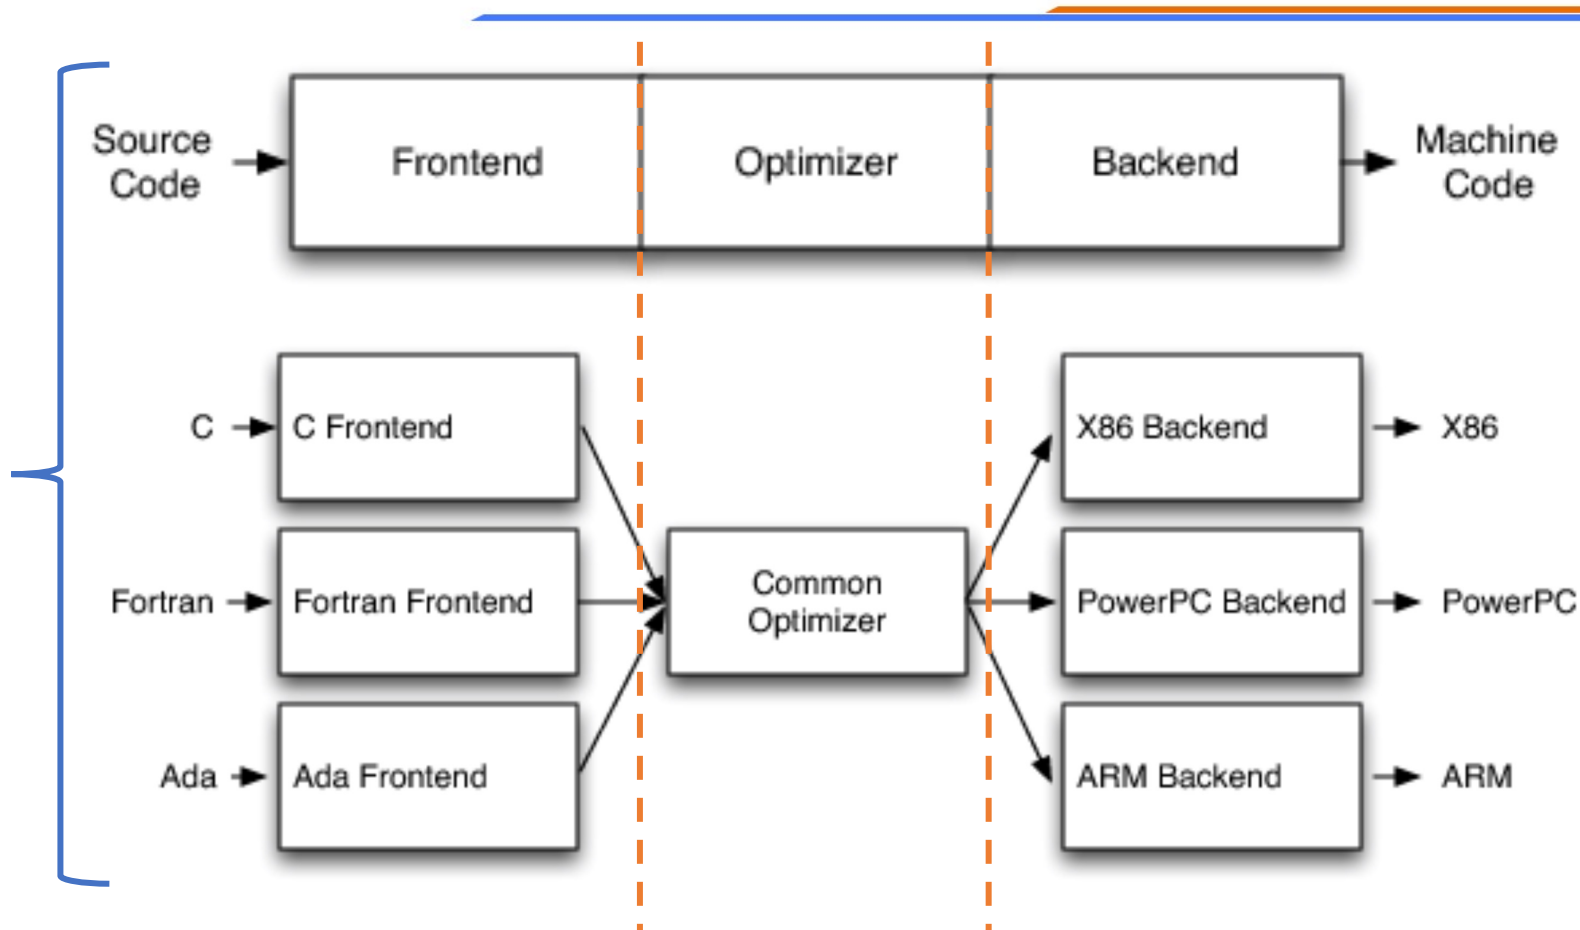 Source
Code
Frontend
Optimizer
Backend
Machine
Code
C
C Frontend
X86 Backend
X86
Fortran
Fortran Frontend
Common
Optimizer
PowerPC Backend
PowerPC
Ada
Ada Frontend
ARM Backend
ARM